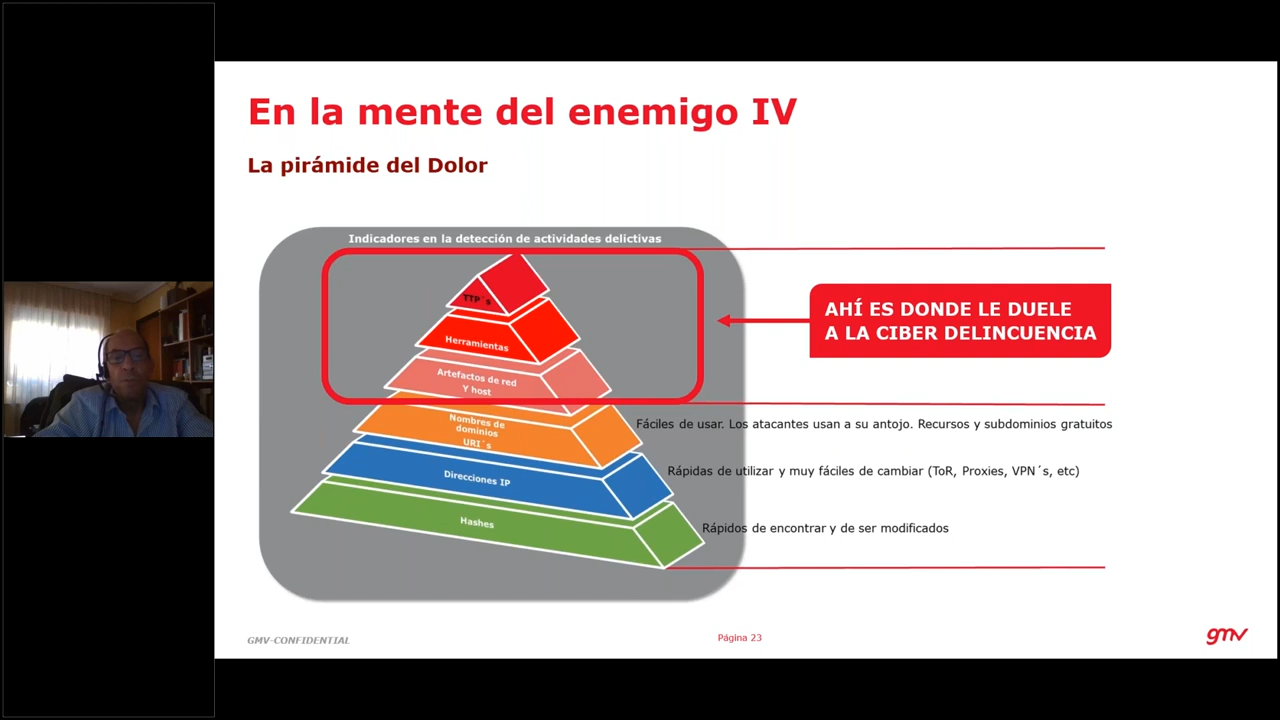 En la mente del enemigo IV
La pirámide del Dolor
Indicadores en la detección de actividades delictivas
TTP´s
Herramientas
Artefactos de red
Y host
Nombres de
dominios
URI´s
Direcciones IP
Hashes
AHÍ ES DONDE LE DUELE
A LA CIBER DELINCUENCIA
Fáciles de usar. Los atacantes usan a su antojo. Recursos y subdominios gratuitos
Rápidas de utilizar y muy fáciles de cambiar (ToR, Proxies, VPN´s, etc)
Rápidos de encontrar y de ser modificados
GMV-CONFIDENTIAL
Página 23
gmv